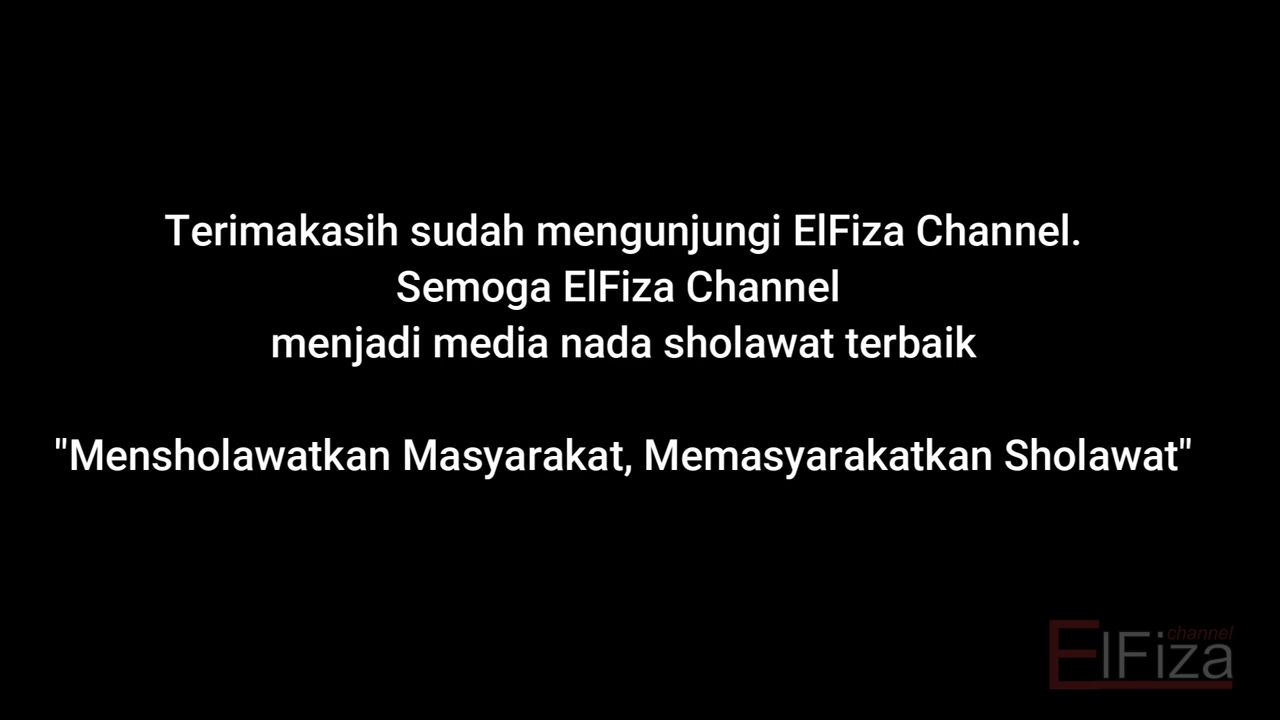 Terimakasih sudah mengunjungi ElFiza Channel.
Semoga ElFiza Channel
menjadi media nada sholawat terbaik
"Mensholawatkan Masyarakat, Memasyarakatkan Sholawat"
ElFiza channel